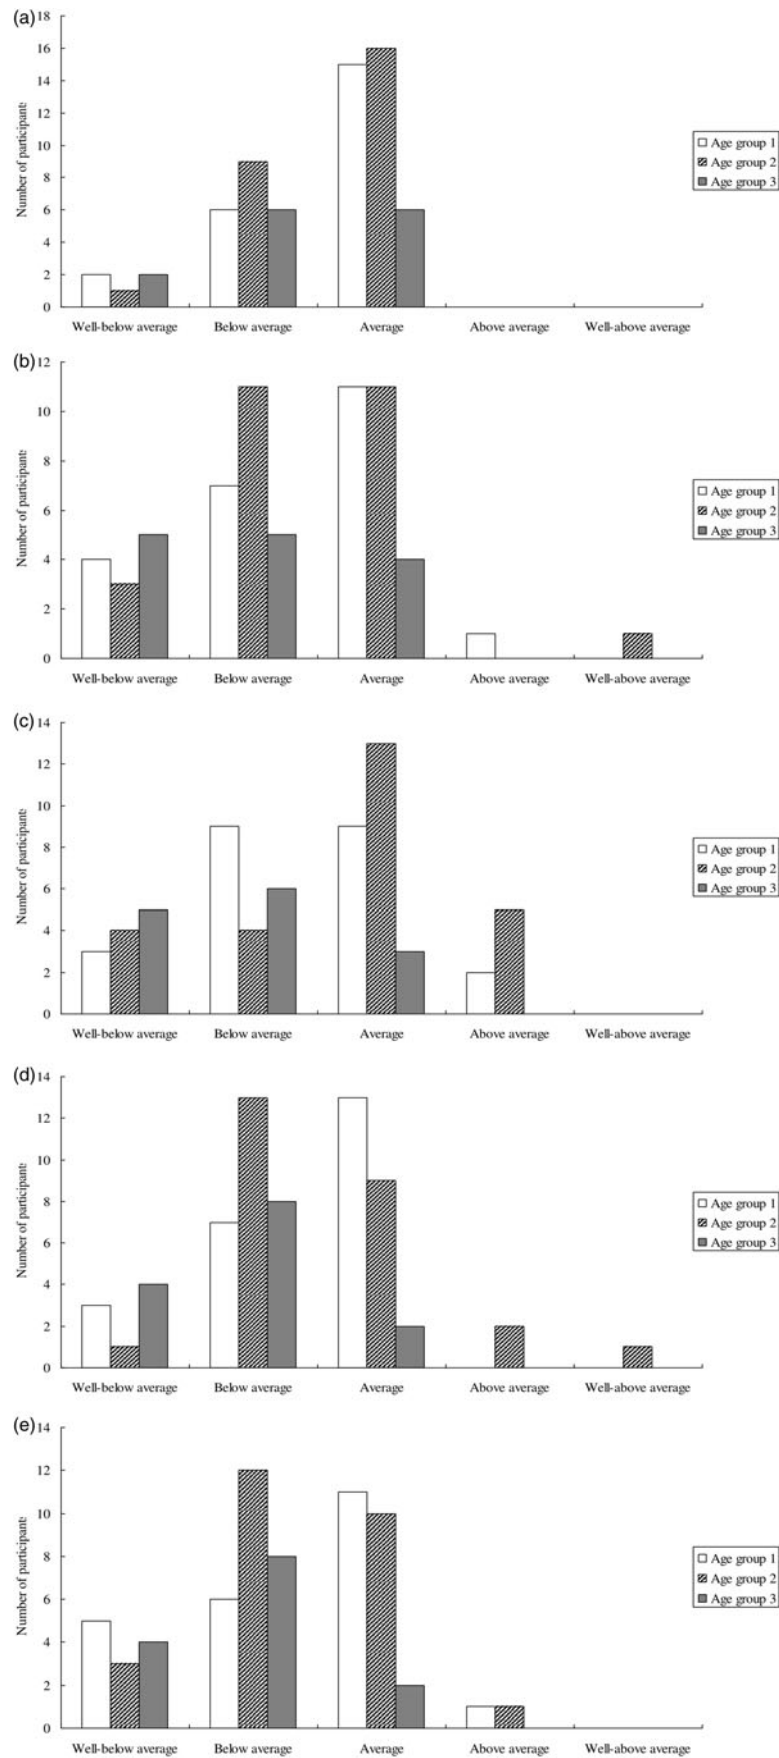 (a)
18
16
14
12
10
8
6
4
2
0
Number of participants
Well-below average Below average Average Above average Well-above average
Age group 1
Age group 2
Age group 3
(b)
12
10
8
6
4
2
0
Number of participants
Well-below average Below average Average Above average Well-above average
Age group 1
Age group 2
Age group 3
(c)
14
12
10
8
6
4
2
0
Number of participants
Well-below average Below average Average Above average Well-above average
Age group 1
Age group 2
Age group 3
(d)
14
12
10
8
6
4
2
0
Number of participants
Well-below average Below average Average Above average Well-above average
Age group 1
Age group 2
Age group 3
(e)
14
12
10
8
6
4
2
0
Number of participants
Well-below average Below average Average Above average Well-above average
Age group 1
Age group 2
Age group 3